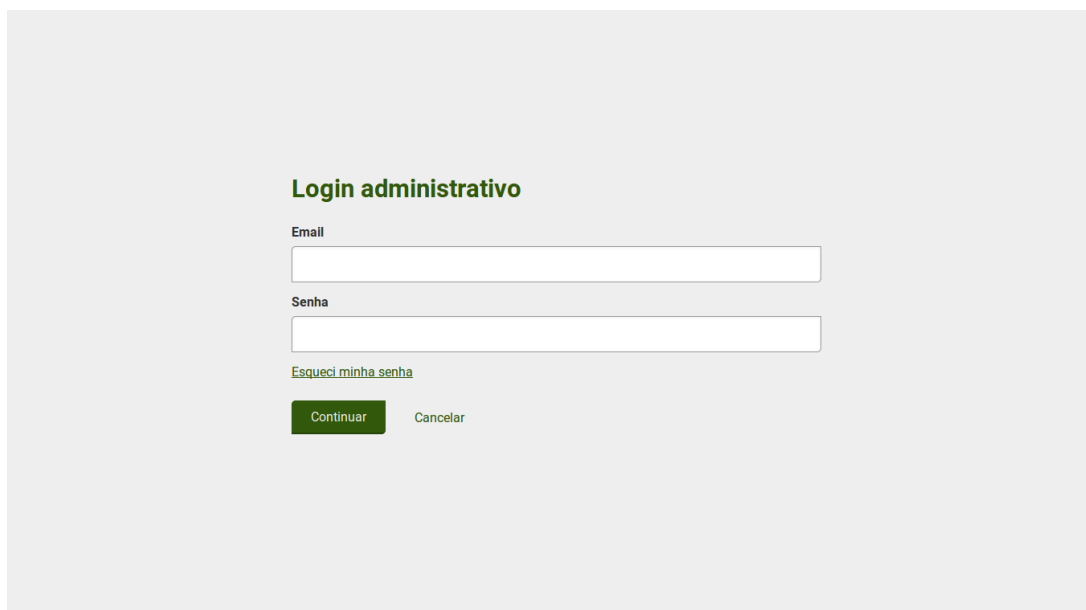 Login administrativo
Email
Senha
Esqueci minha senha
Continuar Cancelar